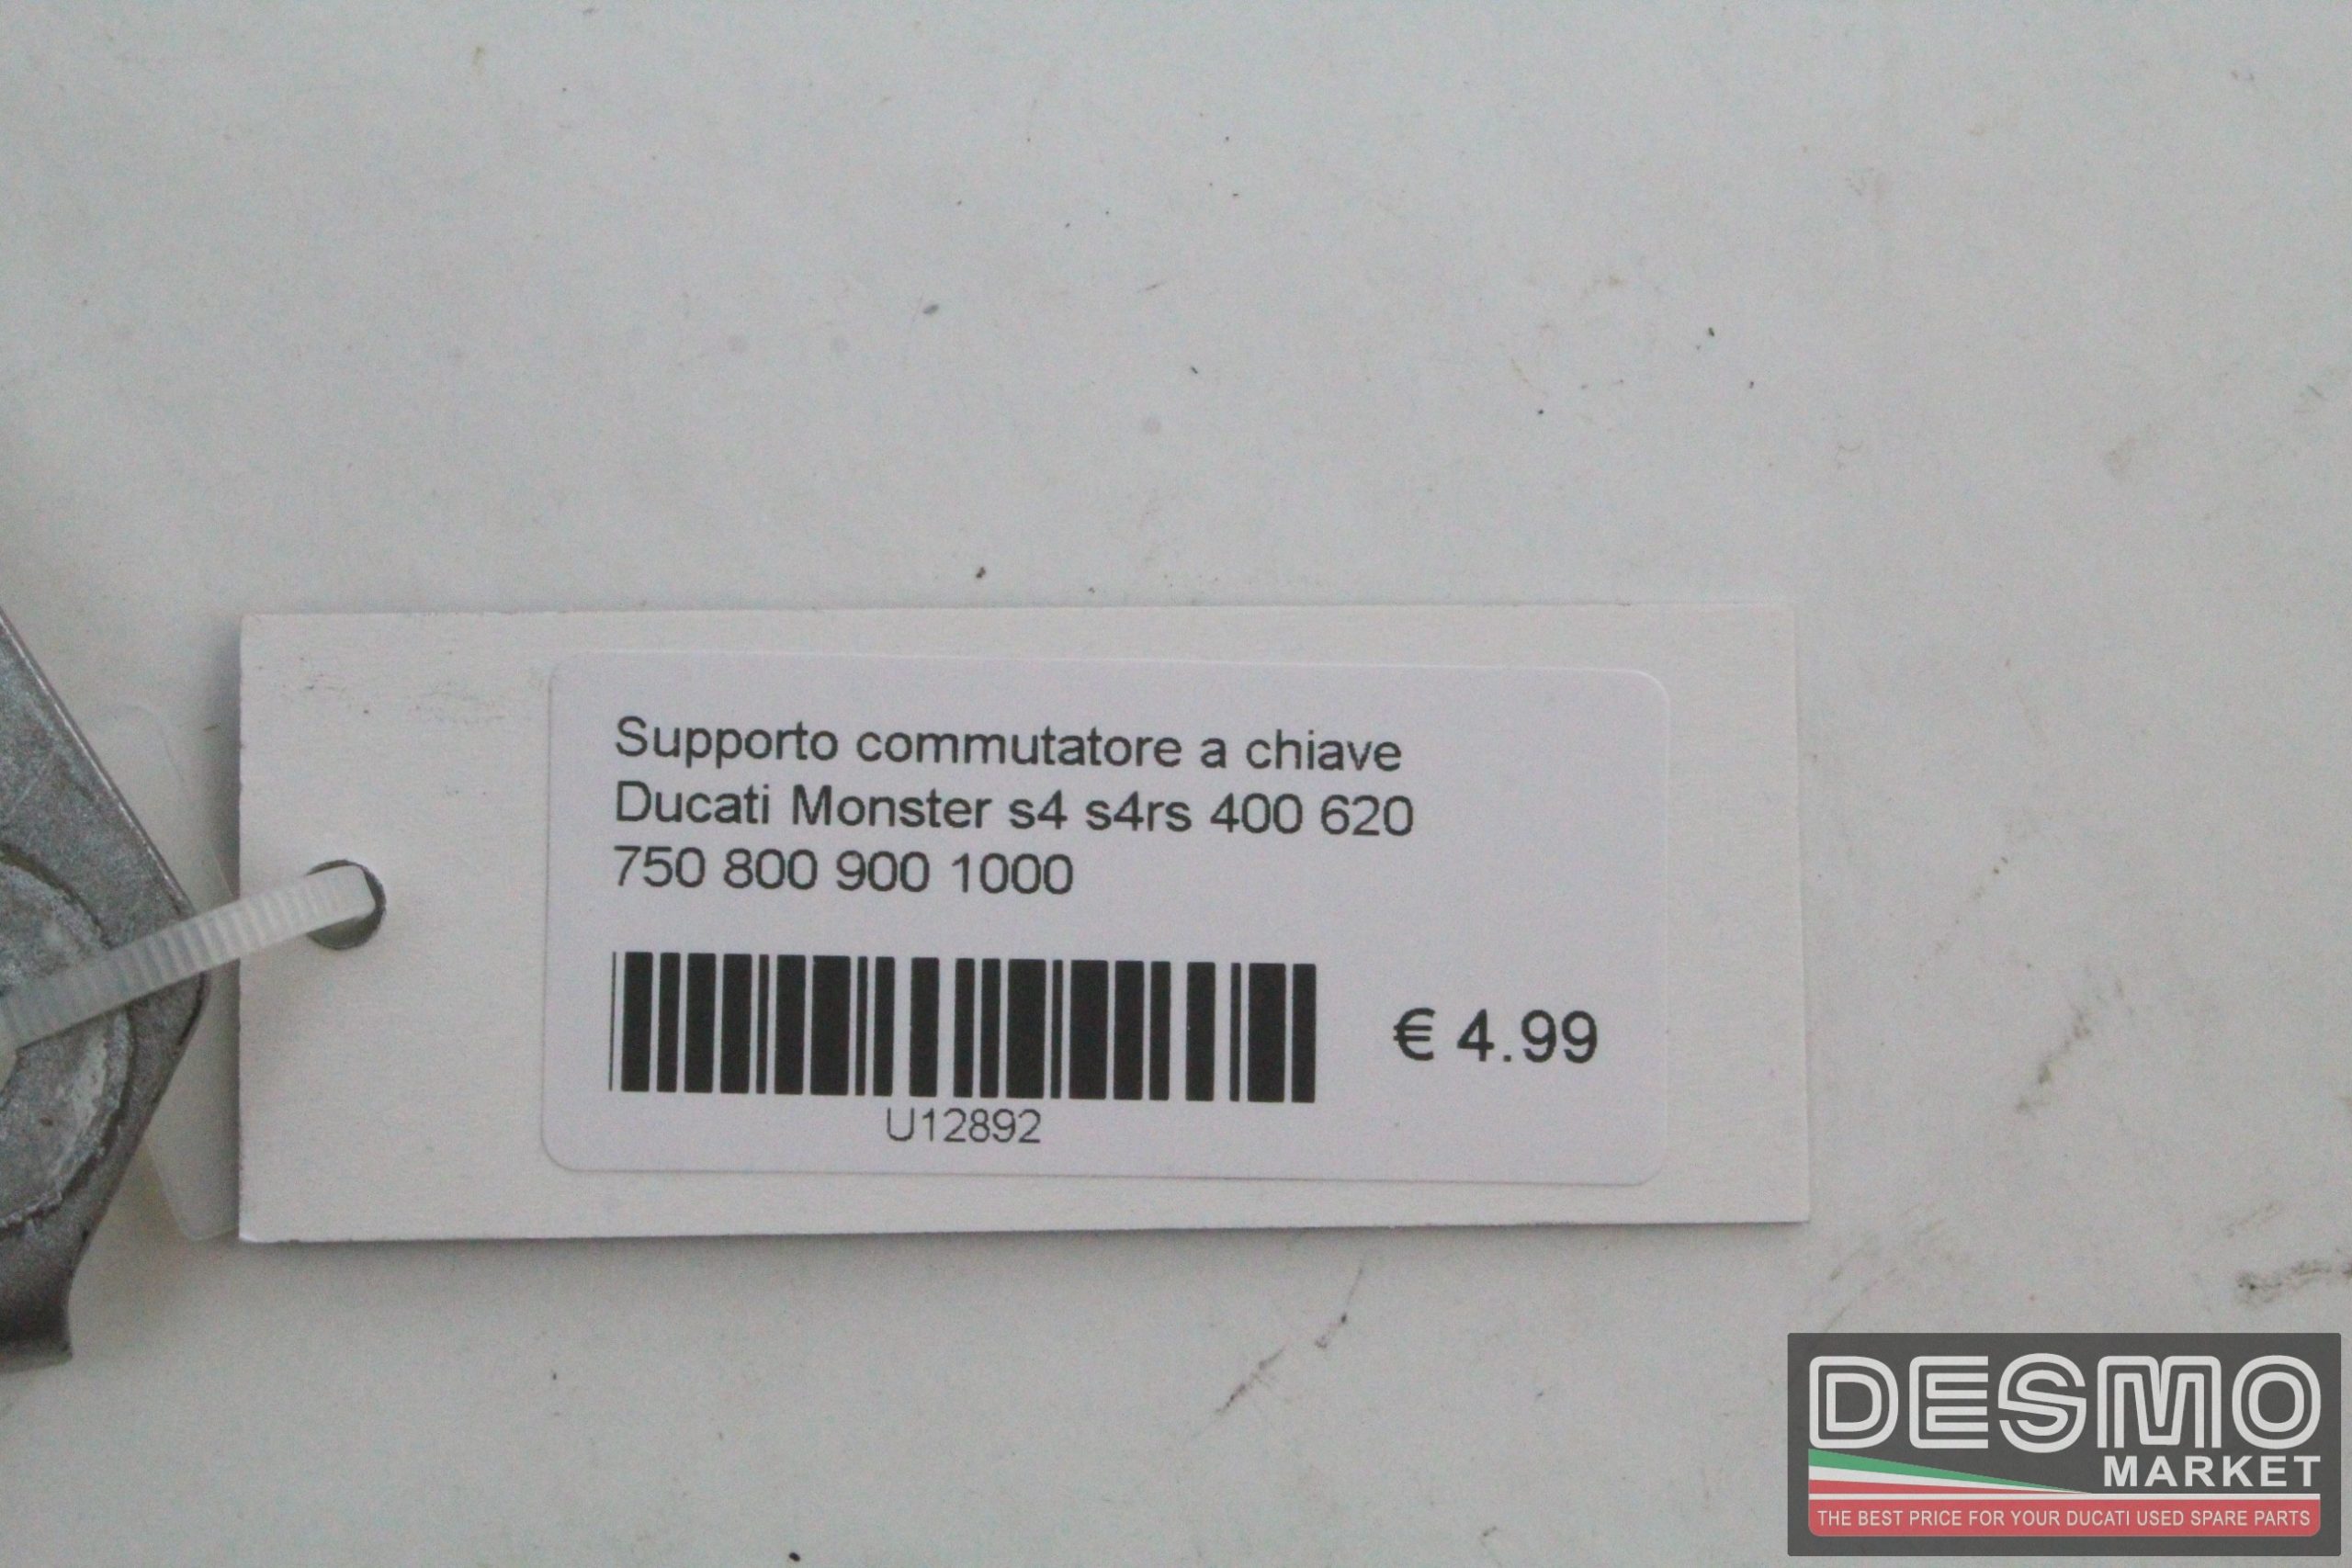 Supporto commutatore a chiave
Ducati Monster s4 s4rs 400 620
750 800 900 1000
€ 4.99
U12892
DESMO
MARKET
THE BEST PRICE FOR YOUR DUCATI USED SPARE PARTS